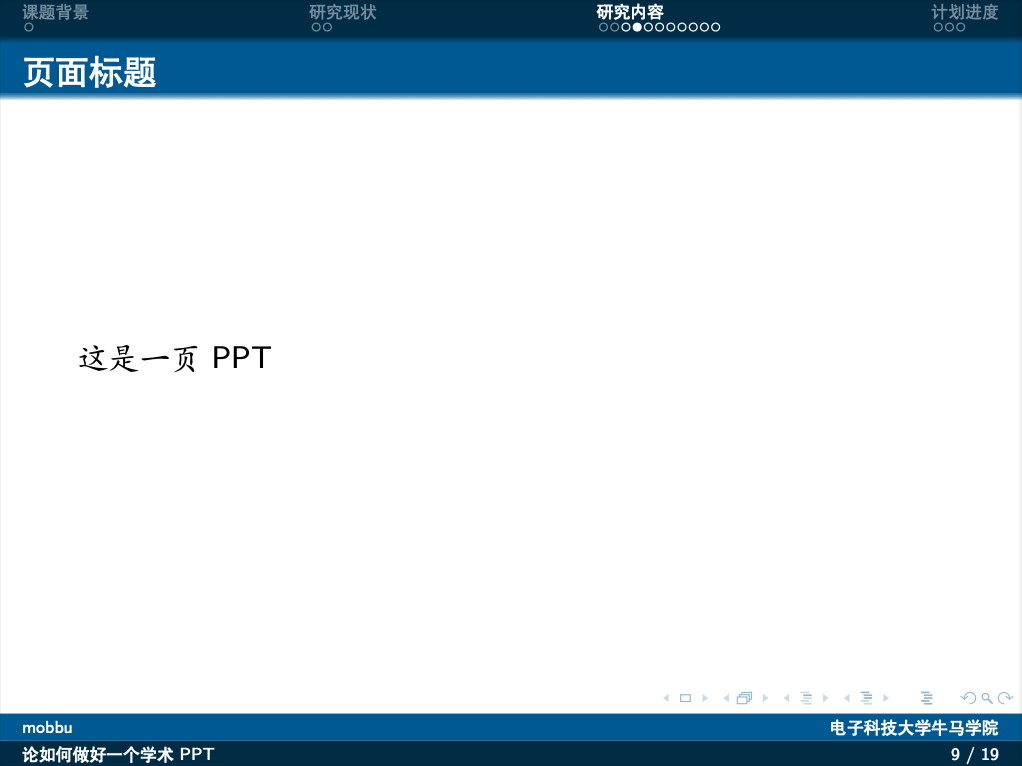 课题背景 研究现状 研究内容 计划进度
页面标题
这是一页 PPT
mobbu 电子科技大学牛马学院
论如何做好一个学术 PPT 9 / 19